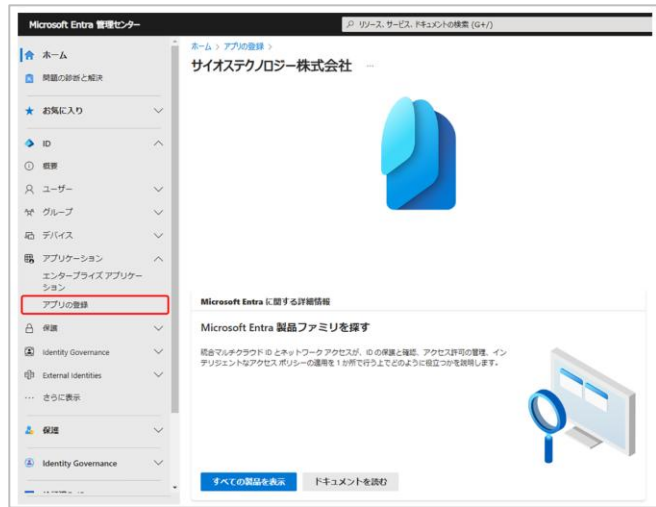 Microsoft Entra 管理センター
リソース、サービス、ドキュメントの検索 (G+/)
ホーム
問題の診断と解決
お気に入り
ID
概要
ユーザー
グループ
デバイス
アプリケーション
エンタープライズ アプリケー
ション
アプリの登録
保護
Identity Governance
External Identities
さらに表示
保護
Identity Governance
ホーム > アプリの登録 >
サイオステクノロジー株式会社 …
Microsoft Entra に関する詳細情報
Microsoft Entra 製品ファミリを探す
統合マルチクラウド ID とネットワーク アクセスが、ID の保護と確認、アクセス許可の管理、イン
テリジェントなアクセス ポリシーの運用を 1 か所で行う上でどのように役立つかを説明します。
すべての製品を表示
ドキュメントを読む